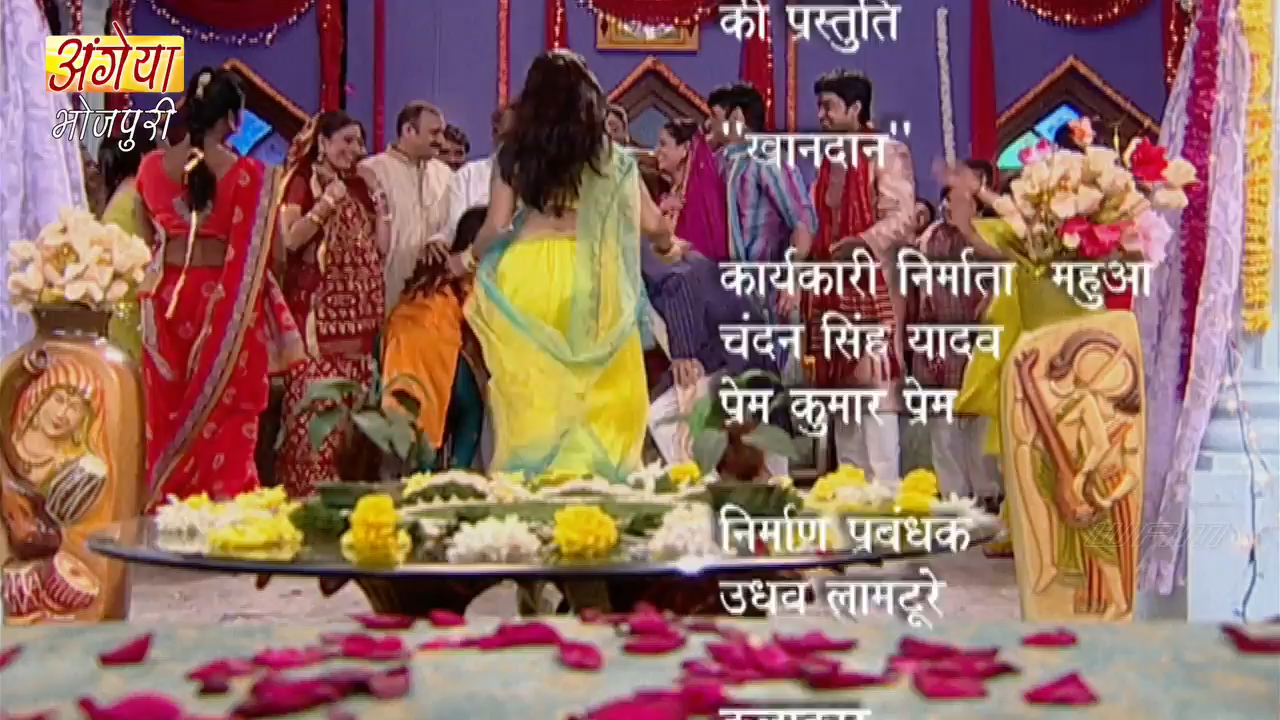 अंगेया
भोजपुरी
की प्रस्तुति
"खानदान"
कार्यकारी निर्माता महुआ
चंदन सिंह यादव
प्रेम कुमार प्रेम
निर्माण प्रबंधक
उधव लामटूरे